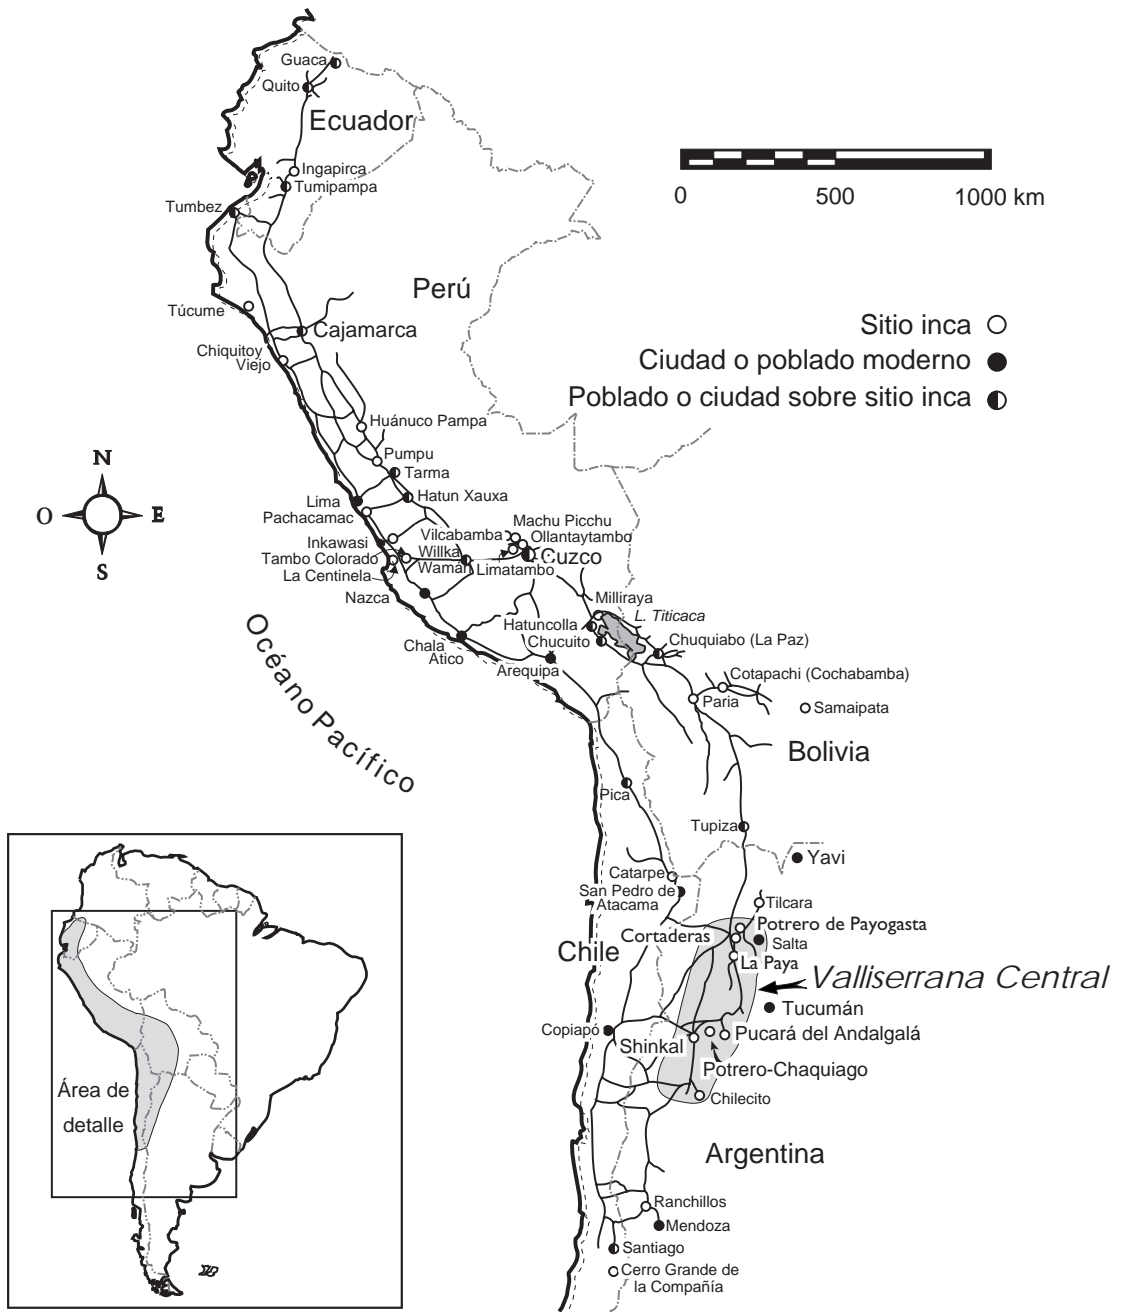 Guaca
Quito
Ecuador
Ingapirca
Tumipampa
Tumbez
0
500
1000 km
Perú
Túcume
Cajamarca
Chiquitoy
Viejo
Sitio inca
Ciudad o poblado moderno
Poblado o ciudad sobre sitio inca
Huánuco Pampa
Pumpu
Tarma
Hatun Xauxa
Lima
Pachacamac
N
O
E
S
Machu Picchu
Vilcabamba
Ollantaytambo
Inkawasi
Willka
Wamán
Cuzco
Tambo Colorado
Limatambo
La Centinela
Nazca
Milliraya
L. Titicaca
Hatuncolla
Chucuito
Chuquiabo (La Paz)
Chala
Atico
Arequipa
Cotapachi (Cochabamba)
Paria
Samaipata
Océano Pacífico
Bolivia
Pica
Tupiza
Yavi
Catarpe
San Pedro de
Atacama
Tilcara
Potrero de Payogasta
Cortaderas
Salta
Chile
La Paya
Valliserrana Central
Tucumán
Copiapó
Shinkal
Pucará del Andalgalá
Potrero-Chaquiago
Chilecito
Área de
detalle
Argentina
Ranchillos
Mendoza
Santiago
Cerro Grande de
la Compañía